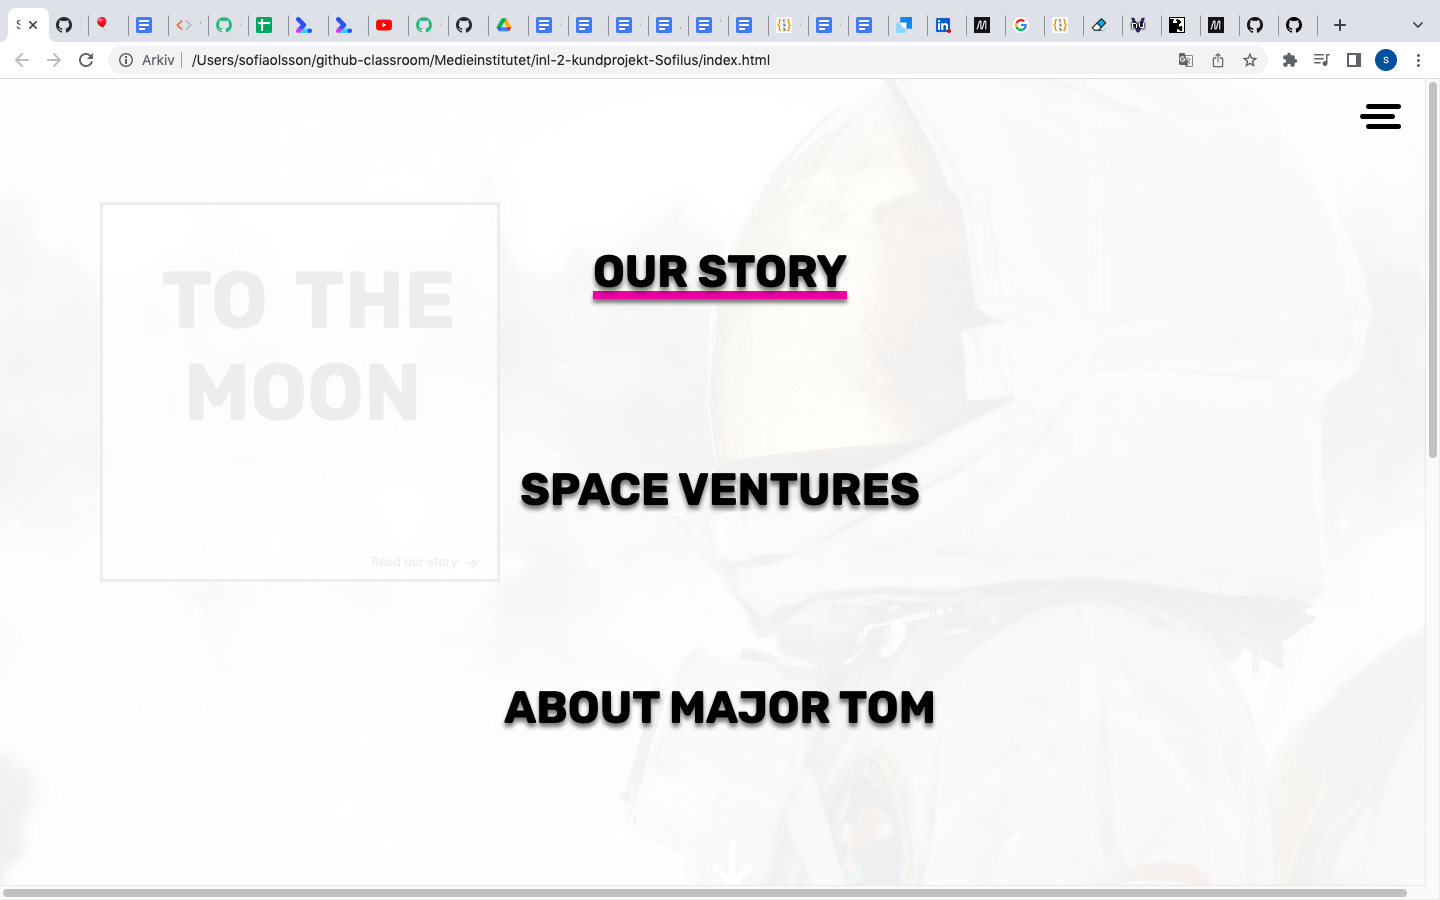 S
Arkiv
/Users/sofiaolsson/github-classroom/Medieinstitutet/inl-2-kundprojekt-Sofilus/index.html
S
OUR STORY
TO THE
MOON
SPACE VENTURES
Read our story →
ABOUT MAJOR TOM